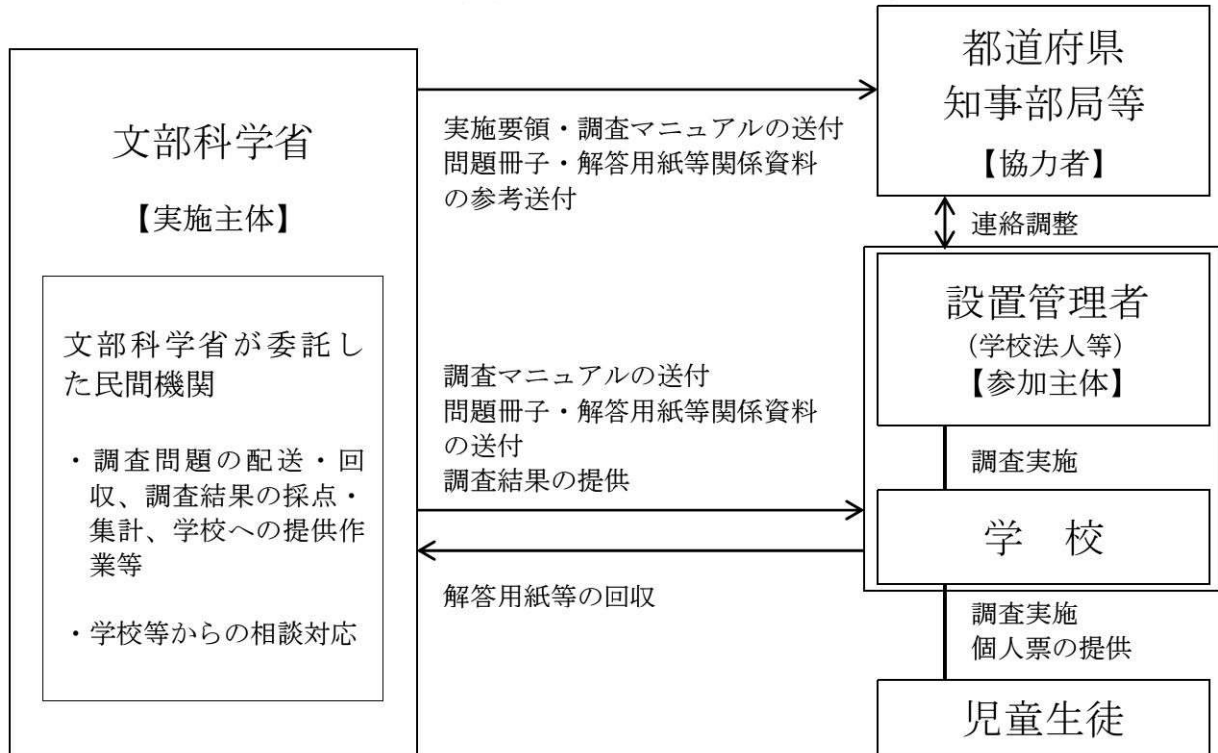 文部科学省
【実施主体】
文部科学省が委託し
た民間機関
・調査問題の配送・回
収、調査結果の採点・
集計、学校への提供作
業等
・学校等からの相談対応
実施要領・調査マニュアルの送付
問題冊子・解答用紙等関係資料
の参考送付
調査マニュアルの送付
問題冊子・解答用紙等関係資料
の送付
調査結果の提供
解答用紙等の回収
都道府県
知事部局等
【協力者】
連絡調整
設置管理者
(学校法人等)
【参加主体】
調査実施
学　校
調査実施
個人票の提供
児童生徒